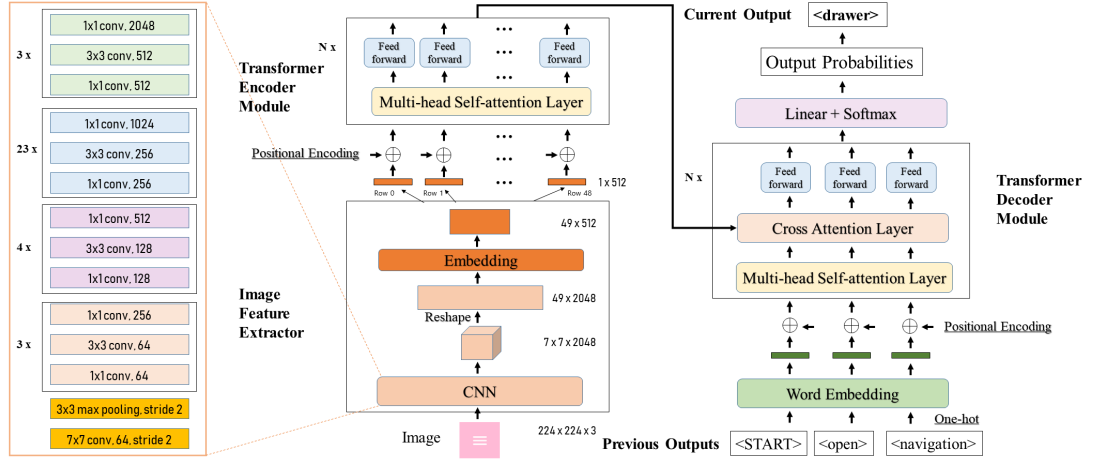 1x1 conv, 2048
3 x
3x3 conv, 512
1x1 conv, 512
1x1 conv, 1024
23 x
3x3 conv, 256
1x1 conv, 256
1x1 conv, 512
4 x
3x3 conv, 128
1x1 conv, 128
1x1 conv, 256
3 x
3x3 conv, 64
1x1 conv, 64
3x3 max pooling, stride 2
7x7 conv, 64, stride 2
Transformer
Encoder
Module
N x
Feed
forward
Feed
forward
...
Feed
forward
Multi-head Self-attention Layer
Positional Encoding
Row 0
Row 1
Row 48
1 x 512
Image
Feature
Extractor
49 x 512
Embedding
49 x 2048
Reshape
7 x 7 x 2048
CNN
Image
224 x 224 x 3
Current Output
<drawer>
Output Probabilities
Linear + Softmax
N x
Feed
forward
Feed
forward
Feed
forward
Transformer
Decoder
Module
Cross Attention Layer
Multi-head Self-attention Layer
Positional Encoding
Word Embedding
One-hot
Previous Outputs
<START>
<open>
<navigation>